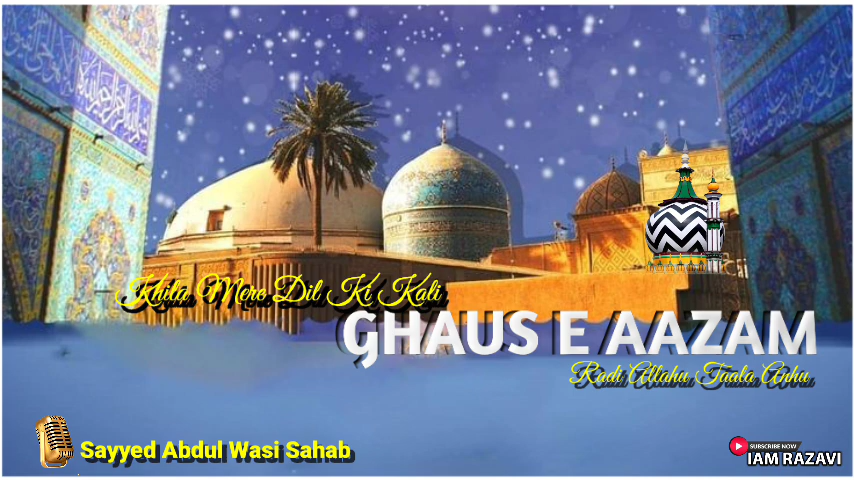 Khila Mere Dil Ki Kali
GHAUS E AAZAM
Radi Allahu Taala Anhu
Sayyed Abdul Wasi Sahab
SUBSCRIBE NOW
IAM RAZAVI